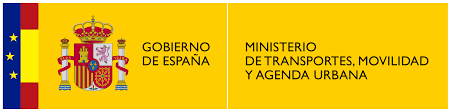 GOBIERNO
DE ESPAÑA
MINISTERIO
DE TRANSPORTES, MOVILIDAD
Y AGENDA URBANA